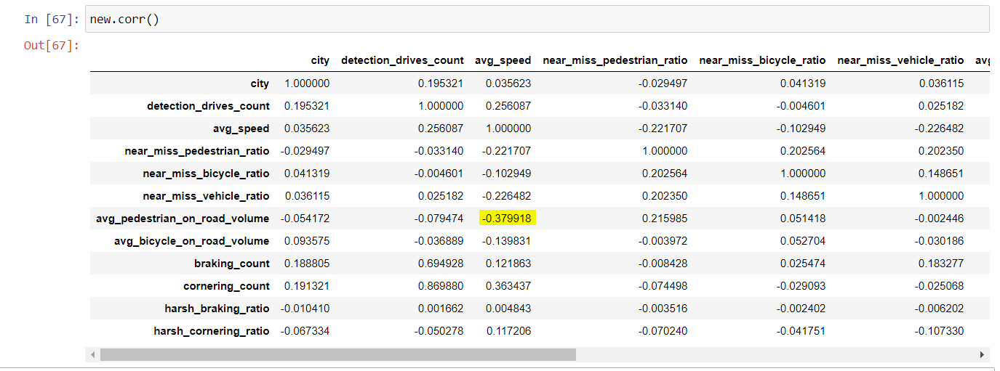 In [67]: new.corr()
Out[67]:
city detection_drives_count avg_speed near_miss_pedestrian_ratio near_miss_bicycle_ratio near_miss_vehicle_ratio
city 1.000000 0.195321 0.035623 -0.029497 0.041319 0.036115
detection_drives_count 0.195321 1.000000 0.256087 -0.033140 -0.004601 0.025182
avg_speed 0.035623 0.256087 1.000000 -0.221707 -0.102949 -0.226482
near_miss_pedestrian_ratio -0.029497 -0.033140 -0.221707 1.000000 0.202564 0.202350
near_miss_bicycle_ratio 0.041319 -0.004601 -0.102949 0.202564 1.000000 0.148651
near_miss_vehicle_ratio 0.036115 0.025182 -0.226482 0.202350 0.148651 1.000000
avg_pedestrian_on_road_volume -0.054172 -0.079474 -0.379918 0.215985 0.051418 -0.002446
avg_bicycle_on_road_volume 0.093575 -0.036889 -0.139831 -0.003972 0.052704 -0.030186
braking_count 0.188805 0.694928 0.121863 -0.008428 0.025474 0.183277
cornering_count 0.191321 0.869880 0.363437 -0.074498 -0.029093 -0.025068
harsh_braking_ratio -0.010410 0.001662 0.004843 -0.003516 -0.002402 -0.006202
harsh_cornering_ratio -0.067334 -0.050278 0.117206 -0.070240 -0.041751 -0.107330